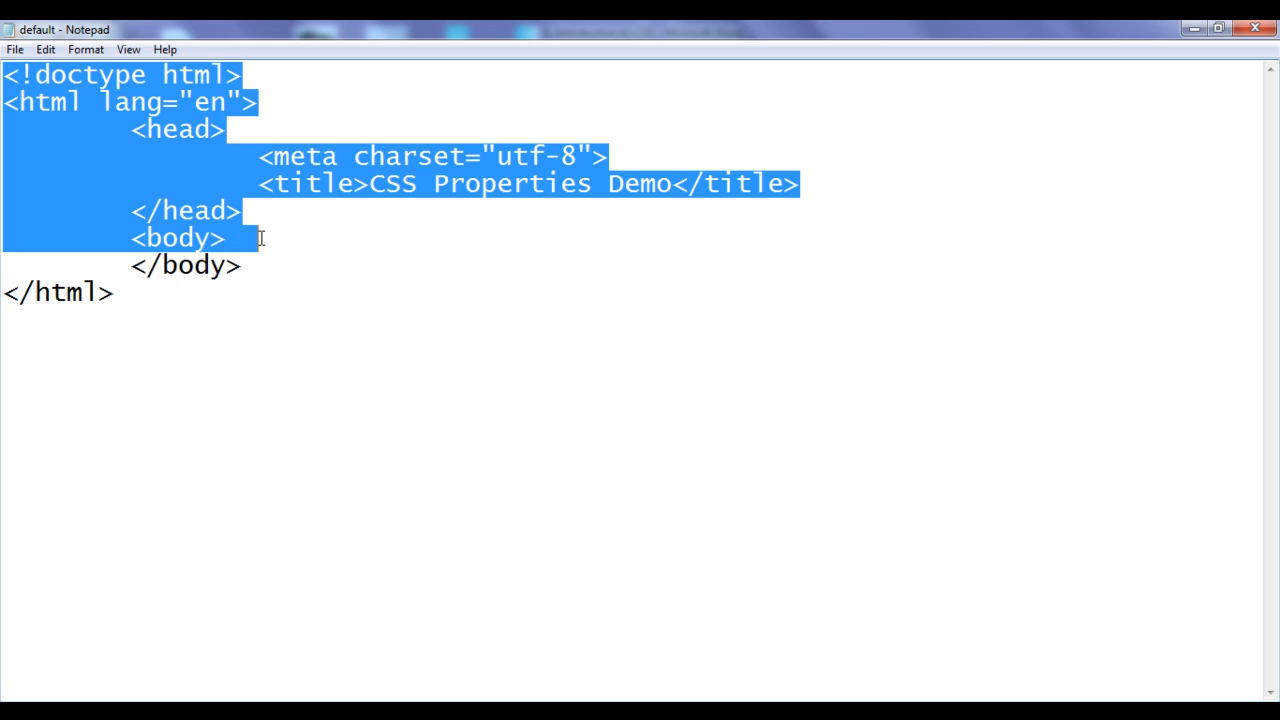 default - Notepad
File Edit Format View Help
<!doctype html>
<html lang="en">
<head>
<meta charset="utf-8">
<title>CSS Properties Demo</title>
</head>
<body>
</body>
</html>